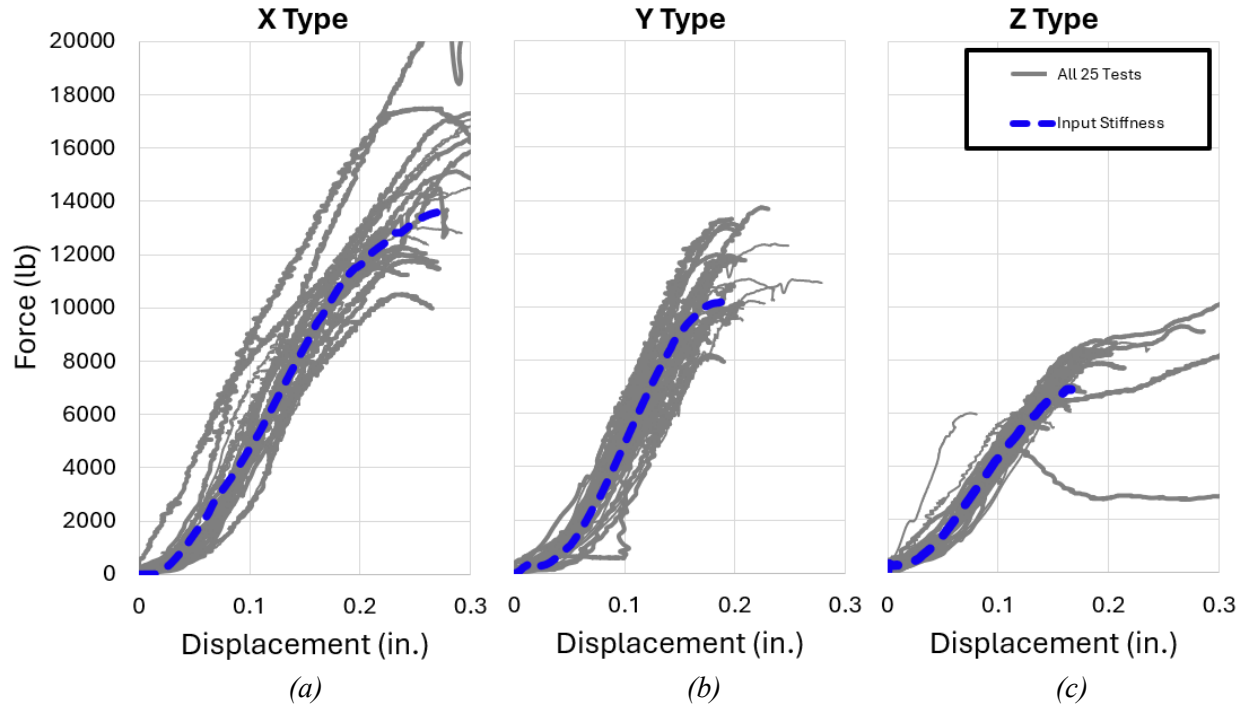 X Type Y Type Z Type
20000
18000
16000
14000
12000
10000
8000
6000
4000
2000
0
Force (lb)
All 25 Tests
Input Stiffness
0 0.1 0.2 0.3 0 0.1 0.2 0.3 0 0.1 0.2 0.3
Displacement (in.) Displacement (in.) Displacement (in.)
(a) (b) (c)